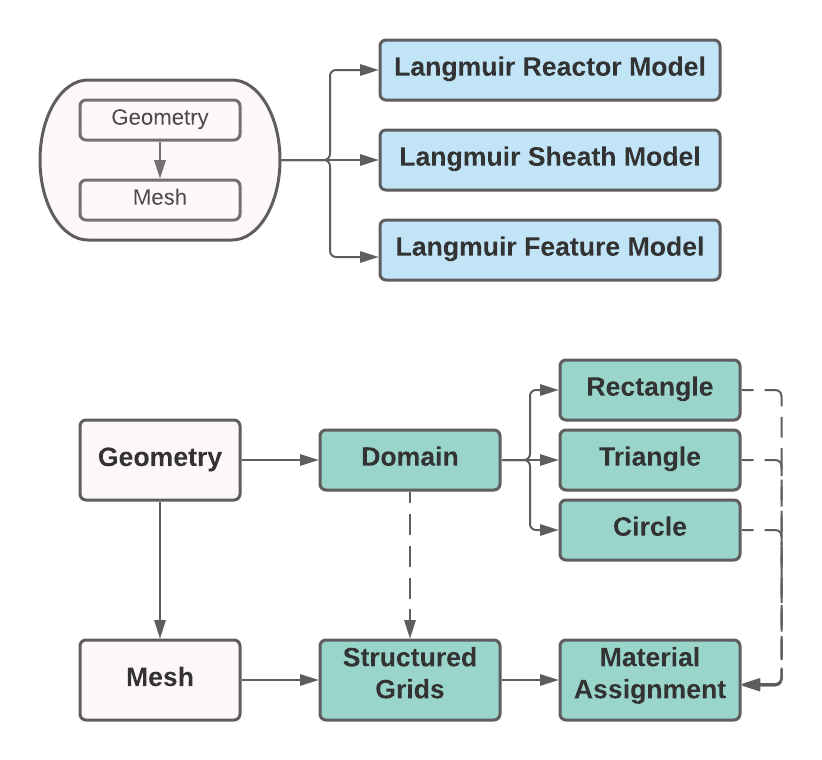 Langmuir Reactor Model
Geometry
Langmuir Sheath Model
Mesh
Langmuir Feature Model
Rectangle
Geometry
Domain
Triangle
Circle
Mesh
Structured
Grids
Material
Assignment